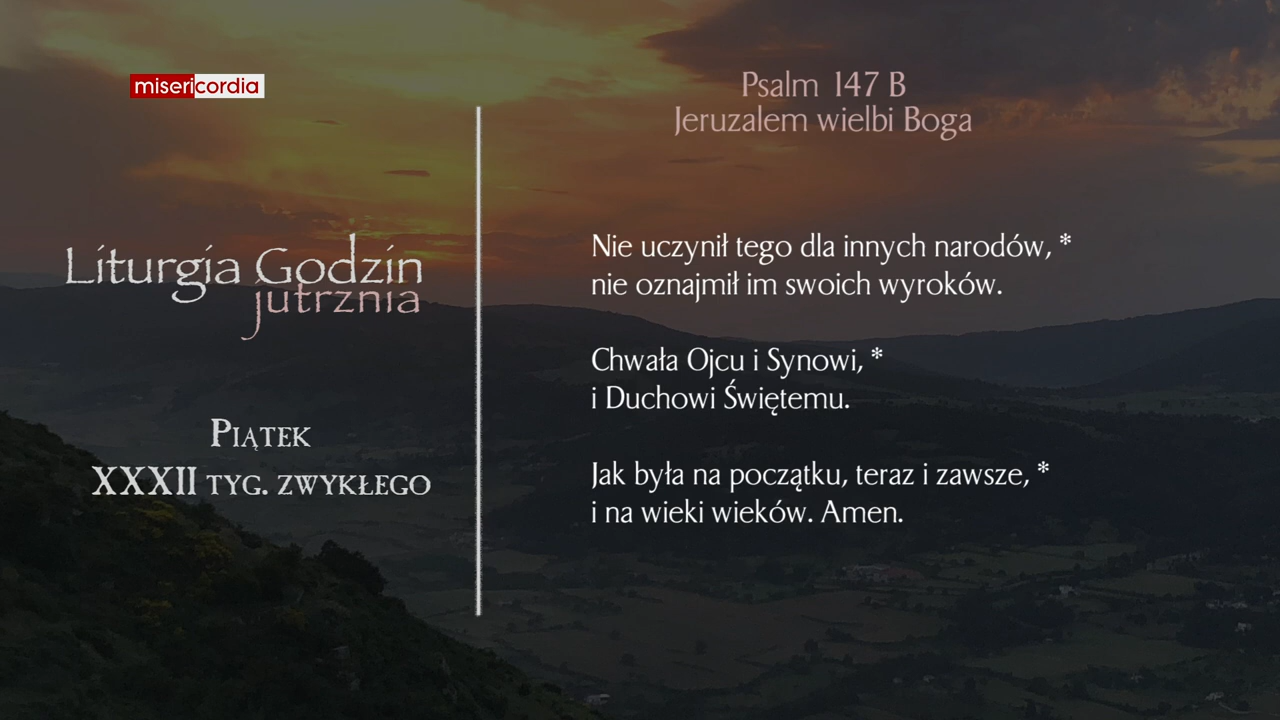 misericordia
Liturgia Godzin
jutrznia
Piątek
XXXII tyg. zwykłego
Psalm 147 B
Jeruzalem wielbi Boga
Nie uczynił tego dla innych narodów, *
nie oznajmił im swoich wyroków.
Chwała Ojcu i Synowi, *
i Duchowi Świętemu.
Jak była na początku, teraz i zawsze, *
i na wieki wieków. Amen.